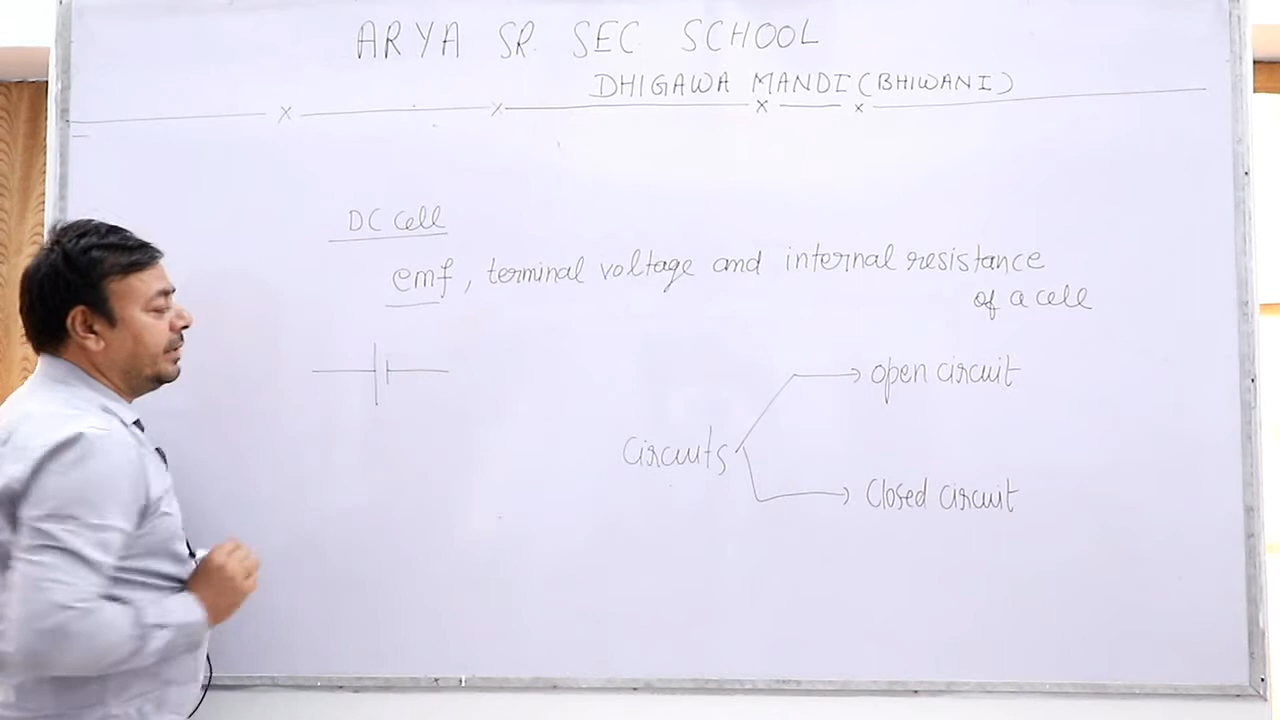 ARYA SR. SEC SCHOOL
DHIGAWA MANDI (BHIWANI)
DC Cell
emf, terminal voltage and internal resistance
of a cell
open circuit
Circuits
Closed circuit